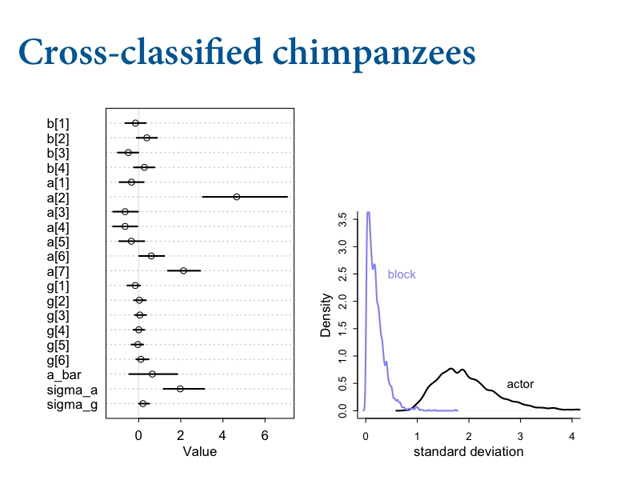 Cross-classified chimpanzees
b[1]
b[2]
b[3]
b[4]
a[1]
a[2]
a[3]
a[4]
a[5]
a[6]
a[7]
g[1]
g[2]
g[3]
g[4]
g[5]
g[6]
a_bar
sigma_a
sigma_g
0 2 4 6
Value
Density
3.5
3.0
2.5
2.0
1.5
1.0
0.5
0.0
block
actor
0 1 2 3 4
standard deviation